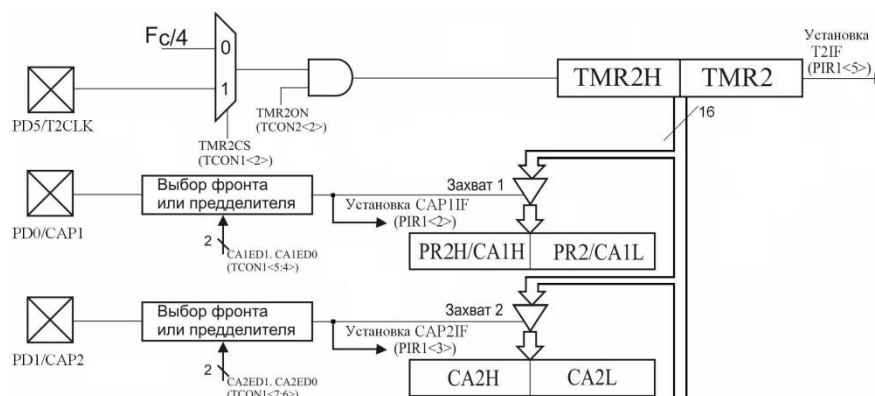 Fc/4
0
1
PD5/T2CLK
TMR2CS
(TCON1<2>)
TMR2ON
(TCON2<2>)
TMR2H
TMR2
Установка
T2IF
(PIR1<5>)
16
PD0/CAP1
Выбор фронта
или предделителя
2
CA1ED1. CA1ED0
(TCON1<5:4>)
Установка CAP1IF
(PIR1<2>)
Захват 1
PR2H/CA1H
PR2/CA1L
PD1/CAP2
Выбор фронта
или предделителя
2
CA2ED1. CA2ED0
(TCON1<7:6>)
Установка CAP2IF
(PIR1<3>)
Захват 2
CA2H
CA2L